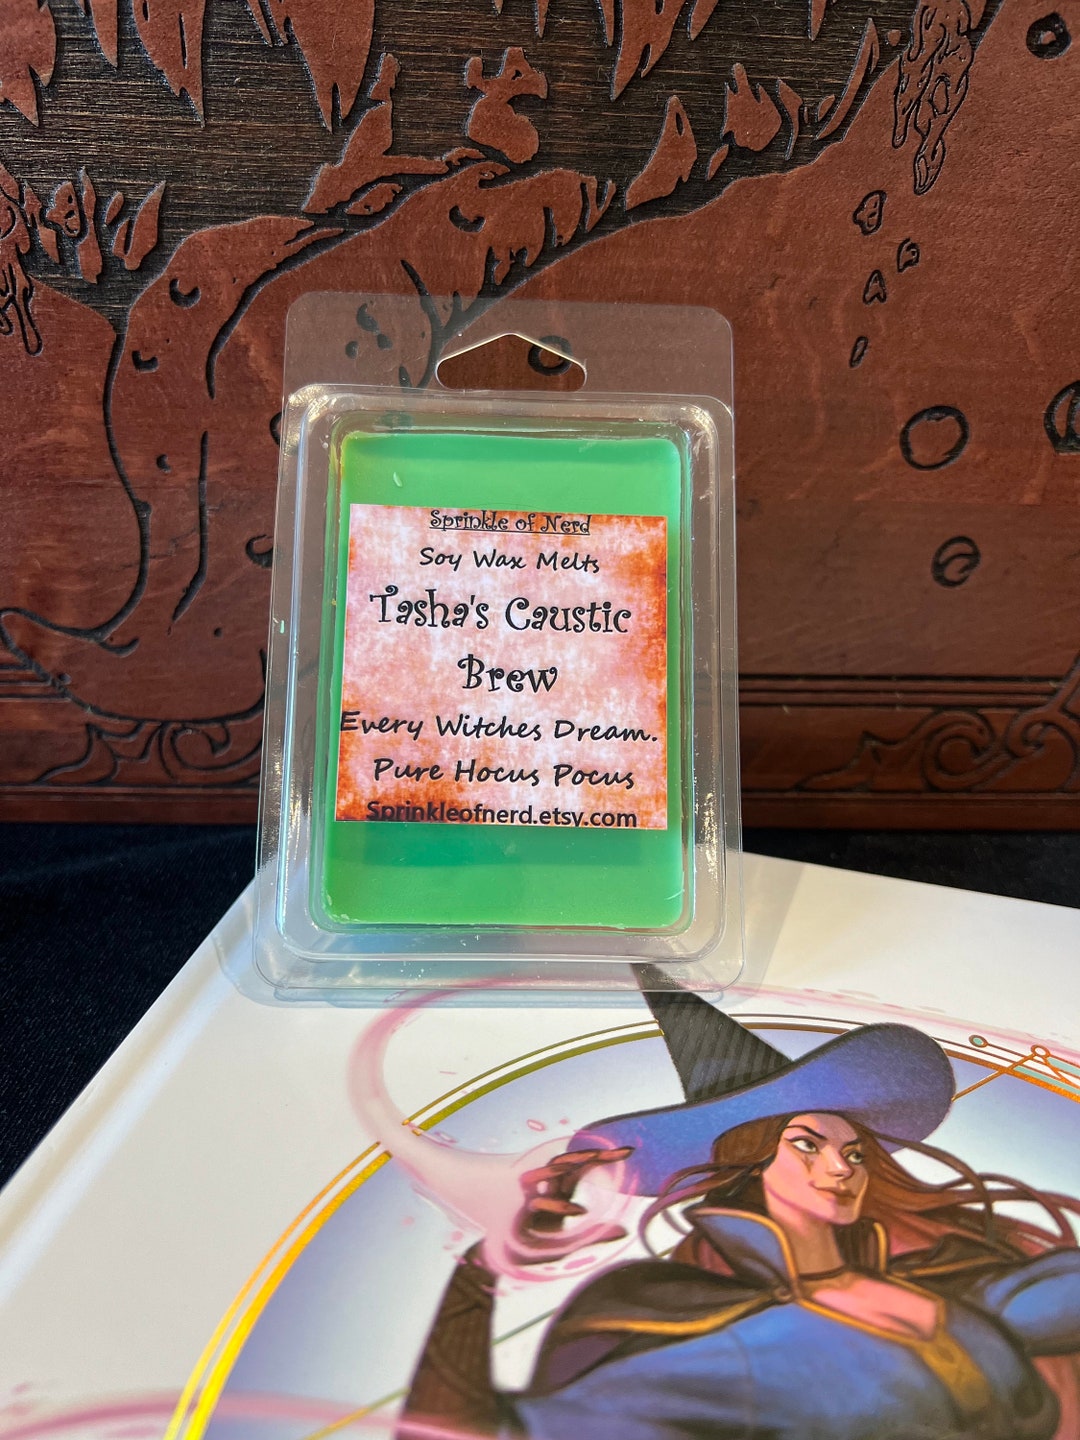 Sprinkle of Nerd
Soy Wax Melts
Tasha's Caustic
Brew
Every Witches Dream.
Pure Hocus Pocus
Sprinkleofnerd.etsy.com